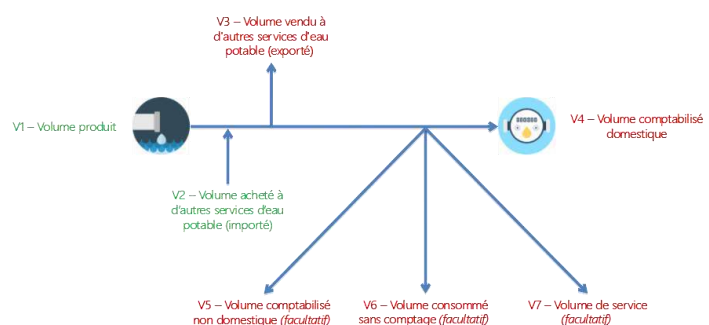 V3 – Volume vendu à
d'autres services d'eau
potable (exporté)
V1 – Volume produit
V4 – Volume comptabilisé
domestique
V2 – Volume acheté à
d'autres services d'eau
potable (importé)
V5 – Volume comptabilisé
non domestique (facultatif)
V6 – Volume consommé
sans comptage (facultatif)
V7 – Volume de service
(facultatif)